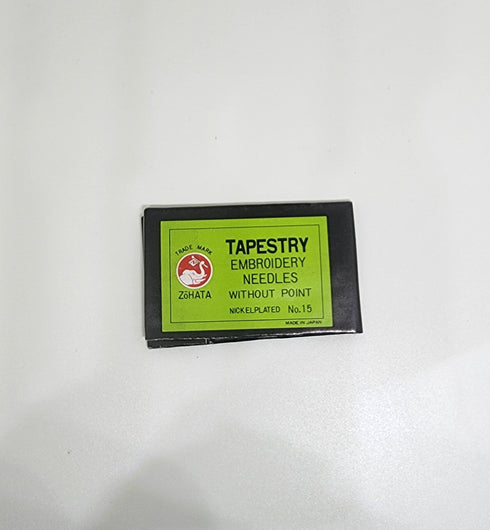 TRADE MARK
ZōHATA
TAPESTRY
EMBROIDERY
NEEDLES
WITHOUT POINT
NICKELPLATED No.15
MADE IN JAPAN